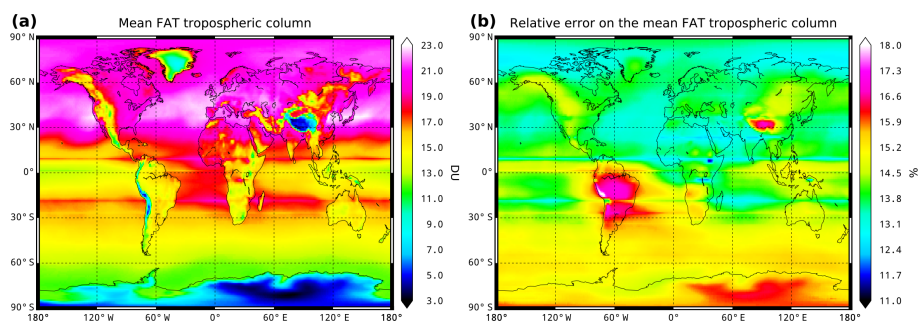 (a) Mean FAT tropospheric column
90° N
60° N
30° N
0°
30° S
60° S
90° S
180° 120° W 60° W 0° 60° E 120° E 180°
23.0
21.0
19.0
17.0
15.0
13.0
11.0
9.0
7.0
5.0
3.0
DU
(b) Relative error on the mean FAT tropospheric column
90° N
60° N
30° N
0°
30° S
60° S
90° S
180° 120° W 60° W 0° 60° E 120° E 180°
18.0
17.3
16.6
15.9
15.2
14.5
13.8
13.1
12.4
11.7
11.0
%